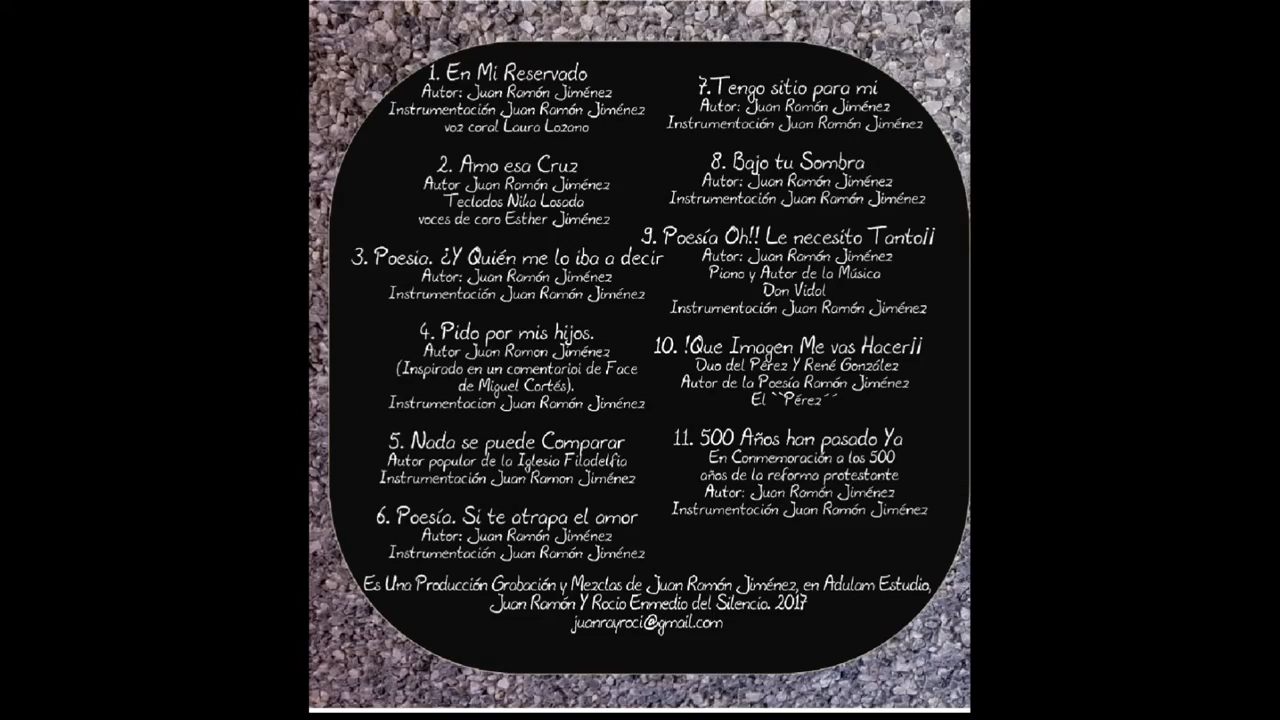 1. En Mi Reservado
Autor: Juan Ramón Jiménez
Instrumentación Juan Ramón Jiménez
voz coral Laura Lozano
2. Amo esa Cruz
Autor Juan Ramón Jiménez
Teclados Nika Losada
voces de coro Esther Jiménez
3. Poesia. ¿Y Quién me lo iba a decir
Autor: Juan Ramón Jiménez
Instrumentación Juan Ramón Jiménez
4. Pido por mis hijos.
Autor Juan Ramon Jiménez
(Inspirado en un comentarioi de Face
de Miguel Cortés).
Instrumentacion Juan Ramón Jiménez
5. Nada se puede Comparar
Autor popular de la Iglesia Filadelfia
Instrumentación Juan Ramon Jiménez
6. Poesía. Si te atrapa el amor
Autor: Juan Ramón Jiménez
Instrumentación Juan Ramón Jiménez
7.Tengo sitio para mi
Autor: Juan Ramón Jiménez
Instrumentación Juan Ramón Jiménez
8. Bajo tu Sombra
Autor: Juan Ramón Jiménez
Instrumentación Juan Ramón Jiménez
9. Poesía Oh!! Le necesito Tanto¡¡
Autor: Juan Ramón Jiménez
Piano y Autor de la Música
Dan Vidal
Instrumentación Juan Ramón Jiménez
10. !Que Imagen Me vas Hacer¡¡
Duo del Pérez Y René González
Autor de la Poesía Ramón Jiménez
El ``Pérez´´
11. 500 Años han pasado Ya
En Conmemoración a los 500
años de la reforma protestante
Autor: Juan Ramón Jiménez
Instrumentación Juan Ramón Jiménez
Es Una Producción Grabación y Mezclas de Juan Ramón Jiménez, en Adulam Estudio,
Juan Ramón Y Rocio Enmedio del Silencio. 2017
juanrayroci@gmail.com